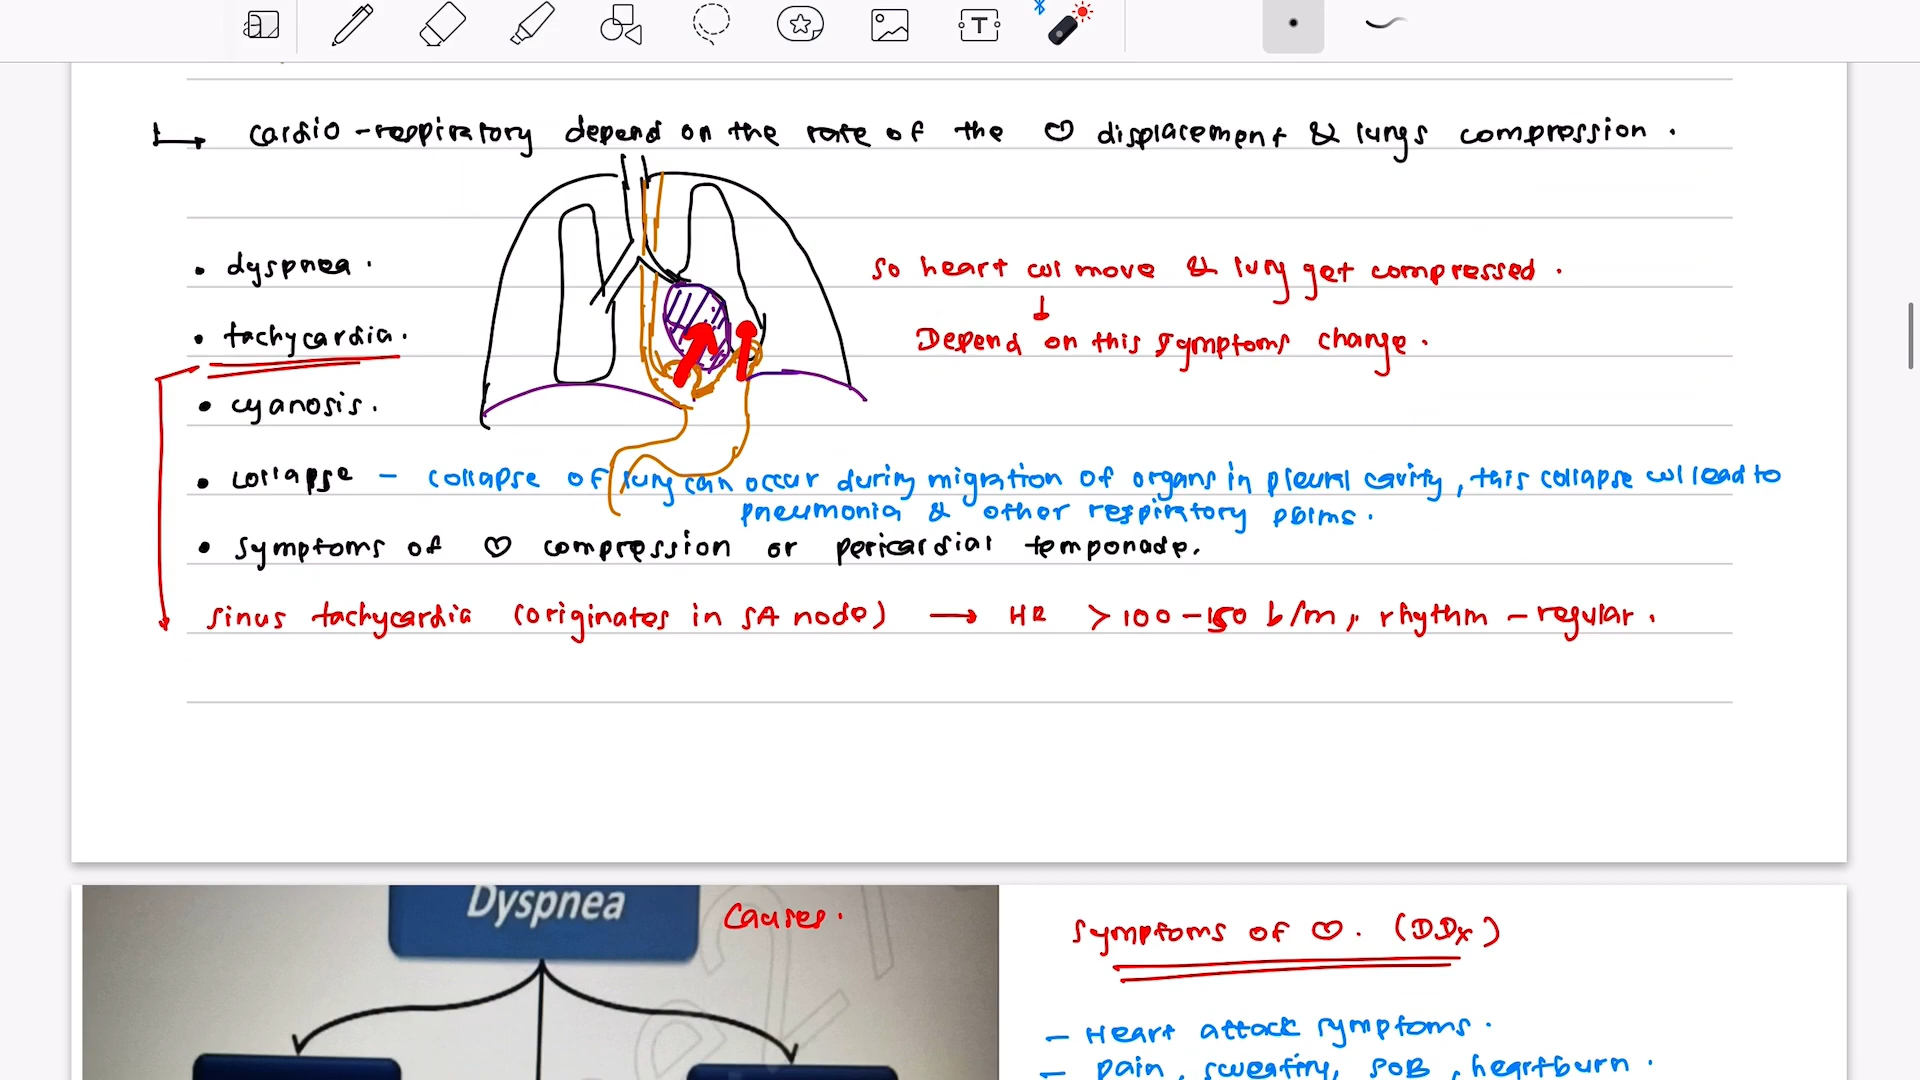 cardio-respiratory depend on the rate of the ♡ displacement & lungs compression.
• dyspnea.
so heart wl move & lung get compressed.
• tachycardia.
Depend on this symptoms change.
• cyanosis.
• collapse - collapse of lung can occur during migration of organs in pleural cavity, this collapse wl lead to
pneumonia & other respiratory pblms.
• symptoms of ♡ compression or pericardial temponade.
sinus tachycardia (originates in SA node) → HR > 100-150 b/m, rhythm - regular.
Dyspnea
causes.
symptoms of ♡. (DDx)
- Heart attack symptoms.
- pain, sweating, SOB, heartburn.